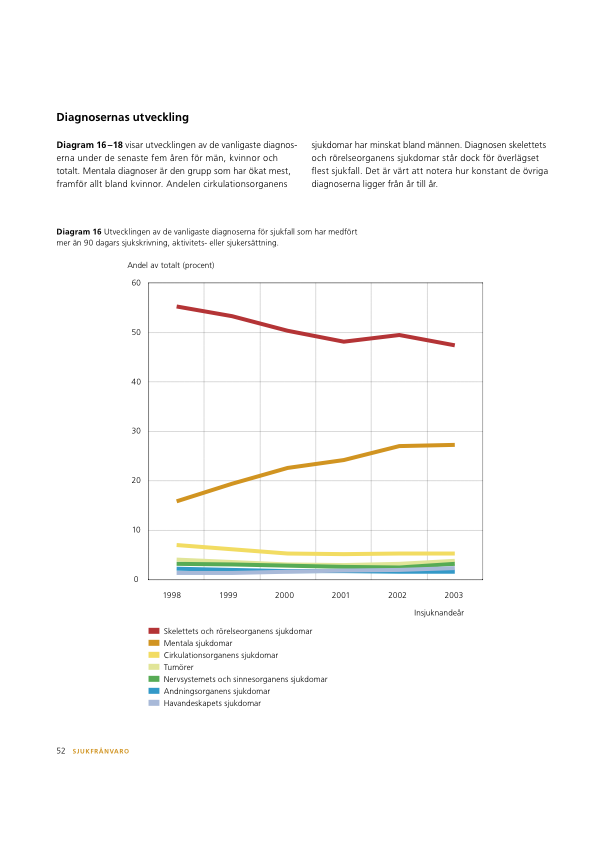 Diagnosernas utveckling
Diagram 16–18 visar utvecklingen av de vanligaste diagnos-
erna under de senaste fem åren för män, kvinnor och
totalt. Mentala diagnoser är den grupp som har ökat mest,
framför allt bland kvinnor. Andelen cirkulationsorganens
sjukdomar har minskat bland männen. Diagnosen skelettets
och rörelseorganens sjukdomar står dock för överlägset
flest sjukfall. Det är värt att notera hur konstant de övriga
diagnoserna ligger från år till år.
Diagram 16 Utvecklingen av de vanligaste diagnoserna för sjukfall som har medfört
mer än 90 dagars sjukskrivning, aktivitets- eller sjukersättning.
Andel av totalt (procent)
60
50
40
30
20
10
0
1998 1999 2000 2001 2002 2003
Insjuknandeår
Skelettets och rörelseorganens sjukdomar
Mentala sjukdomar
Cirkulationsorganens sjukdomar
Tumörer
Nervsystemets och sinnesorganens sjukdomar
Andningsorganens sjukdomar
Havandeskapets sjukdomar
52 SJUKFRÅNVARO